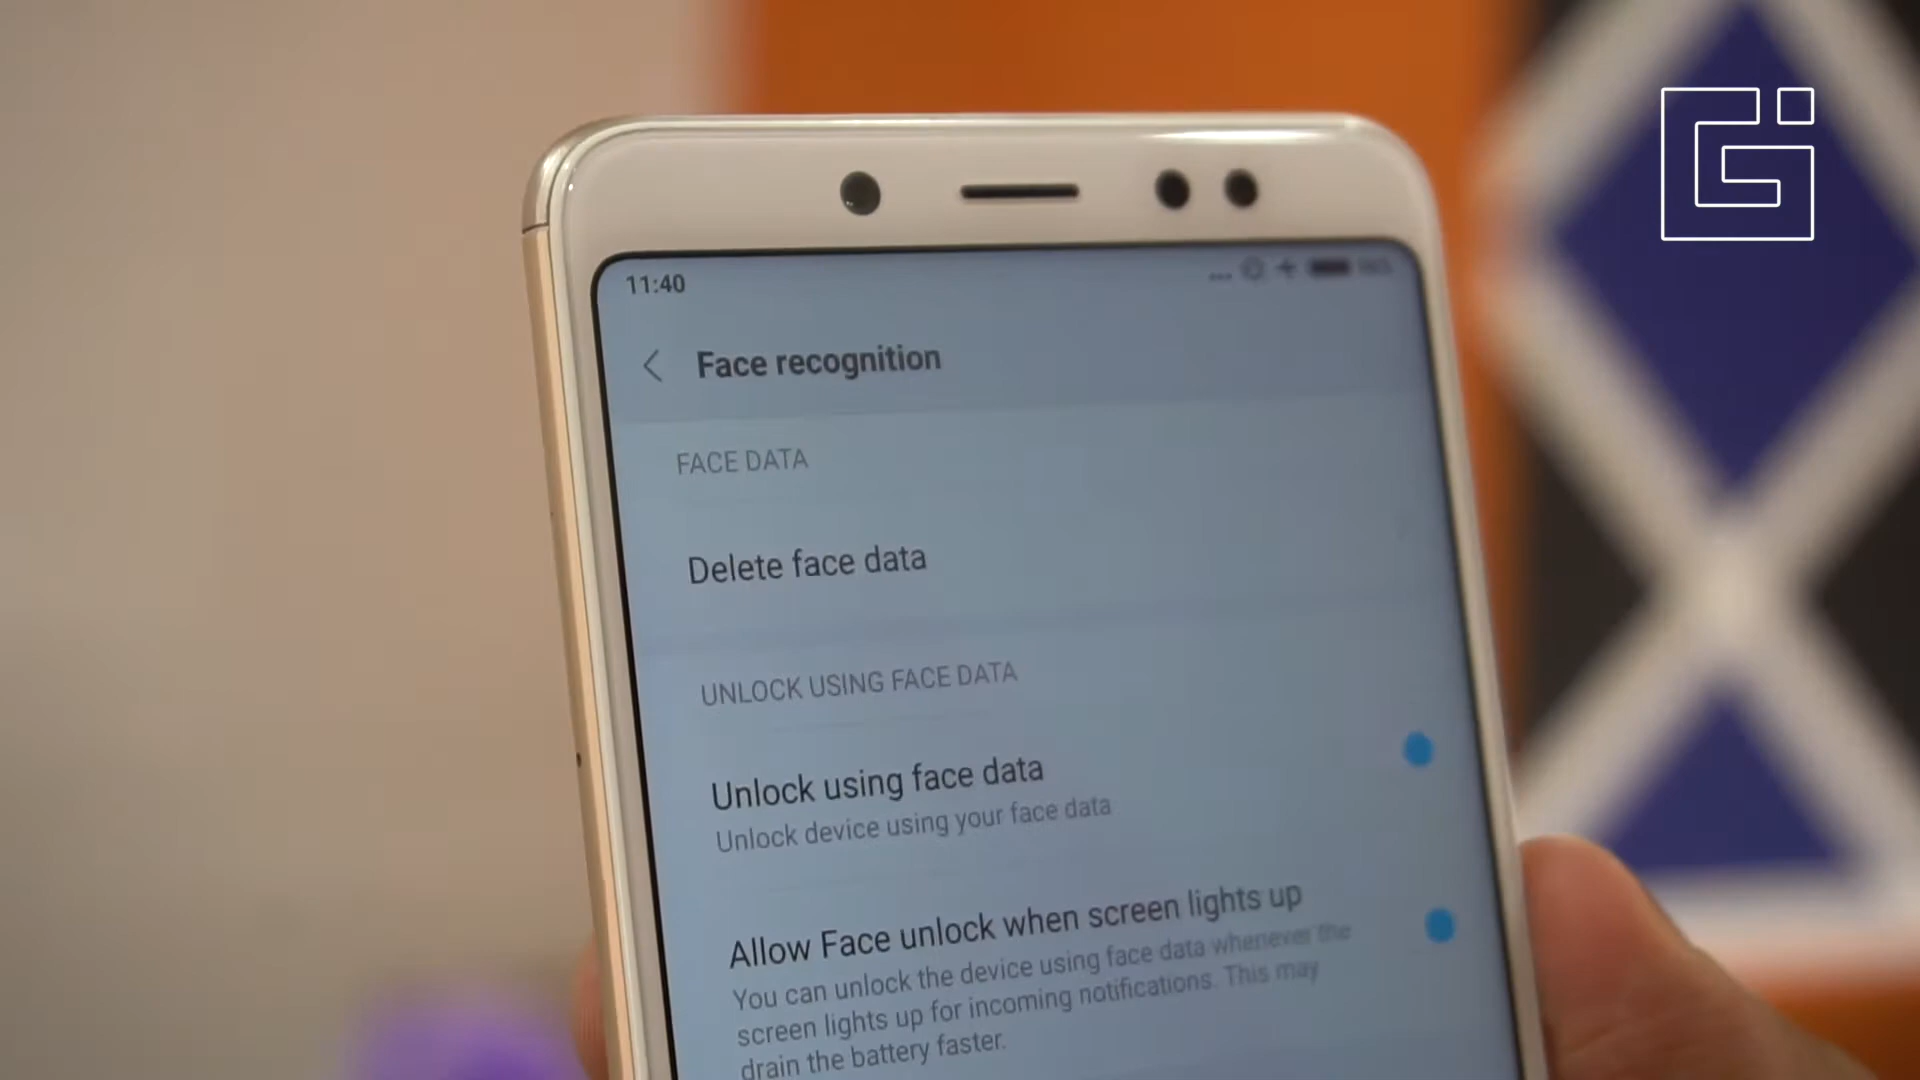 11:40
Face recognition
FACE DATA
Delete face data
UNLOCK USING FACE DATA
Unlock using face data
Unlock device using your face data
Allow Face unlock when screen lights up
You can unlock the device using face data whenever the
screen lights up for incoming notifications. This may
drain the battery faster.